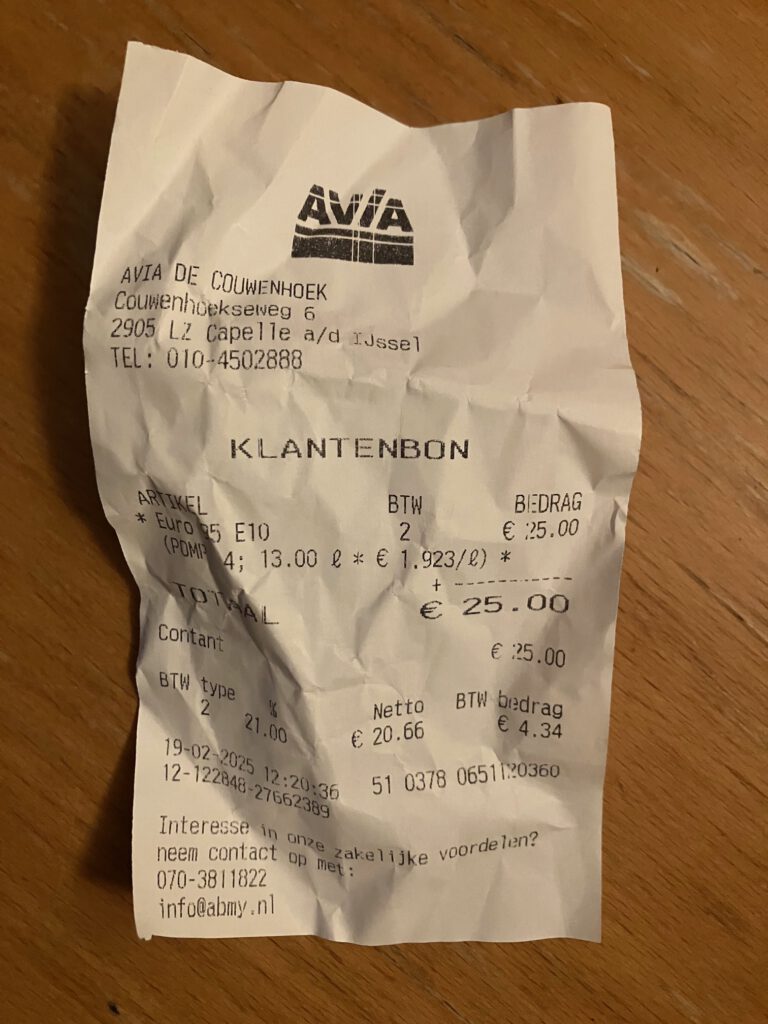 AVIA
AVIA DE COUWENHOEK
Couwenhoekseweg 6
2905 LZ Capelle a/d IJssel
TEL: 010-4502888
KLANTENBON
ARTIKEL BTW BEDRAG
* Euro 95 E10 2 € 25.00
(POMP 4; 13.00 ℓ * € 1.923/ℓ) *
+ --------------
TOTAAL € 25.00
Contant € 25.00
BTW type % Netto BTW bedrag
2 21.00 € 20.66 € 4.34
19-02-2025 12:20:36 51 0378 0651120360
12-122848-27662389
Interesse in onze zakelijke voordelen?
neem contact op met:
070-3811822
info@abmy.nl